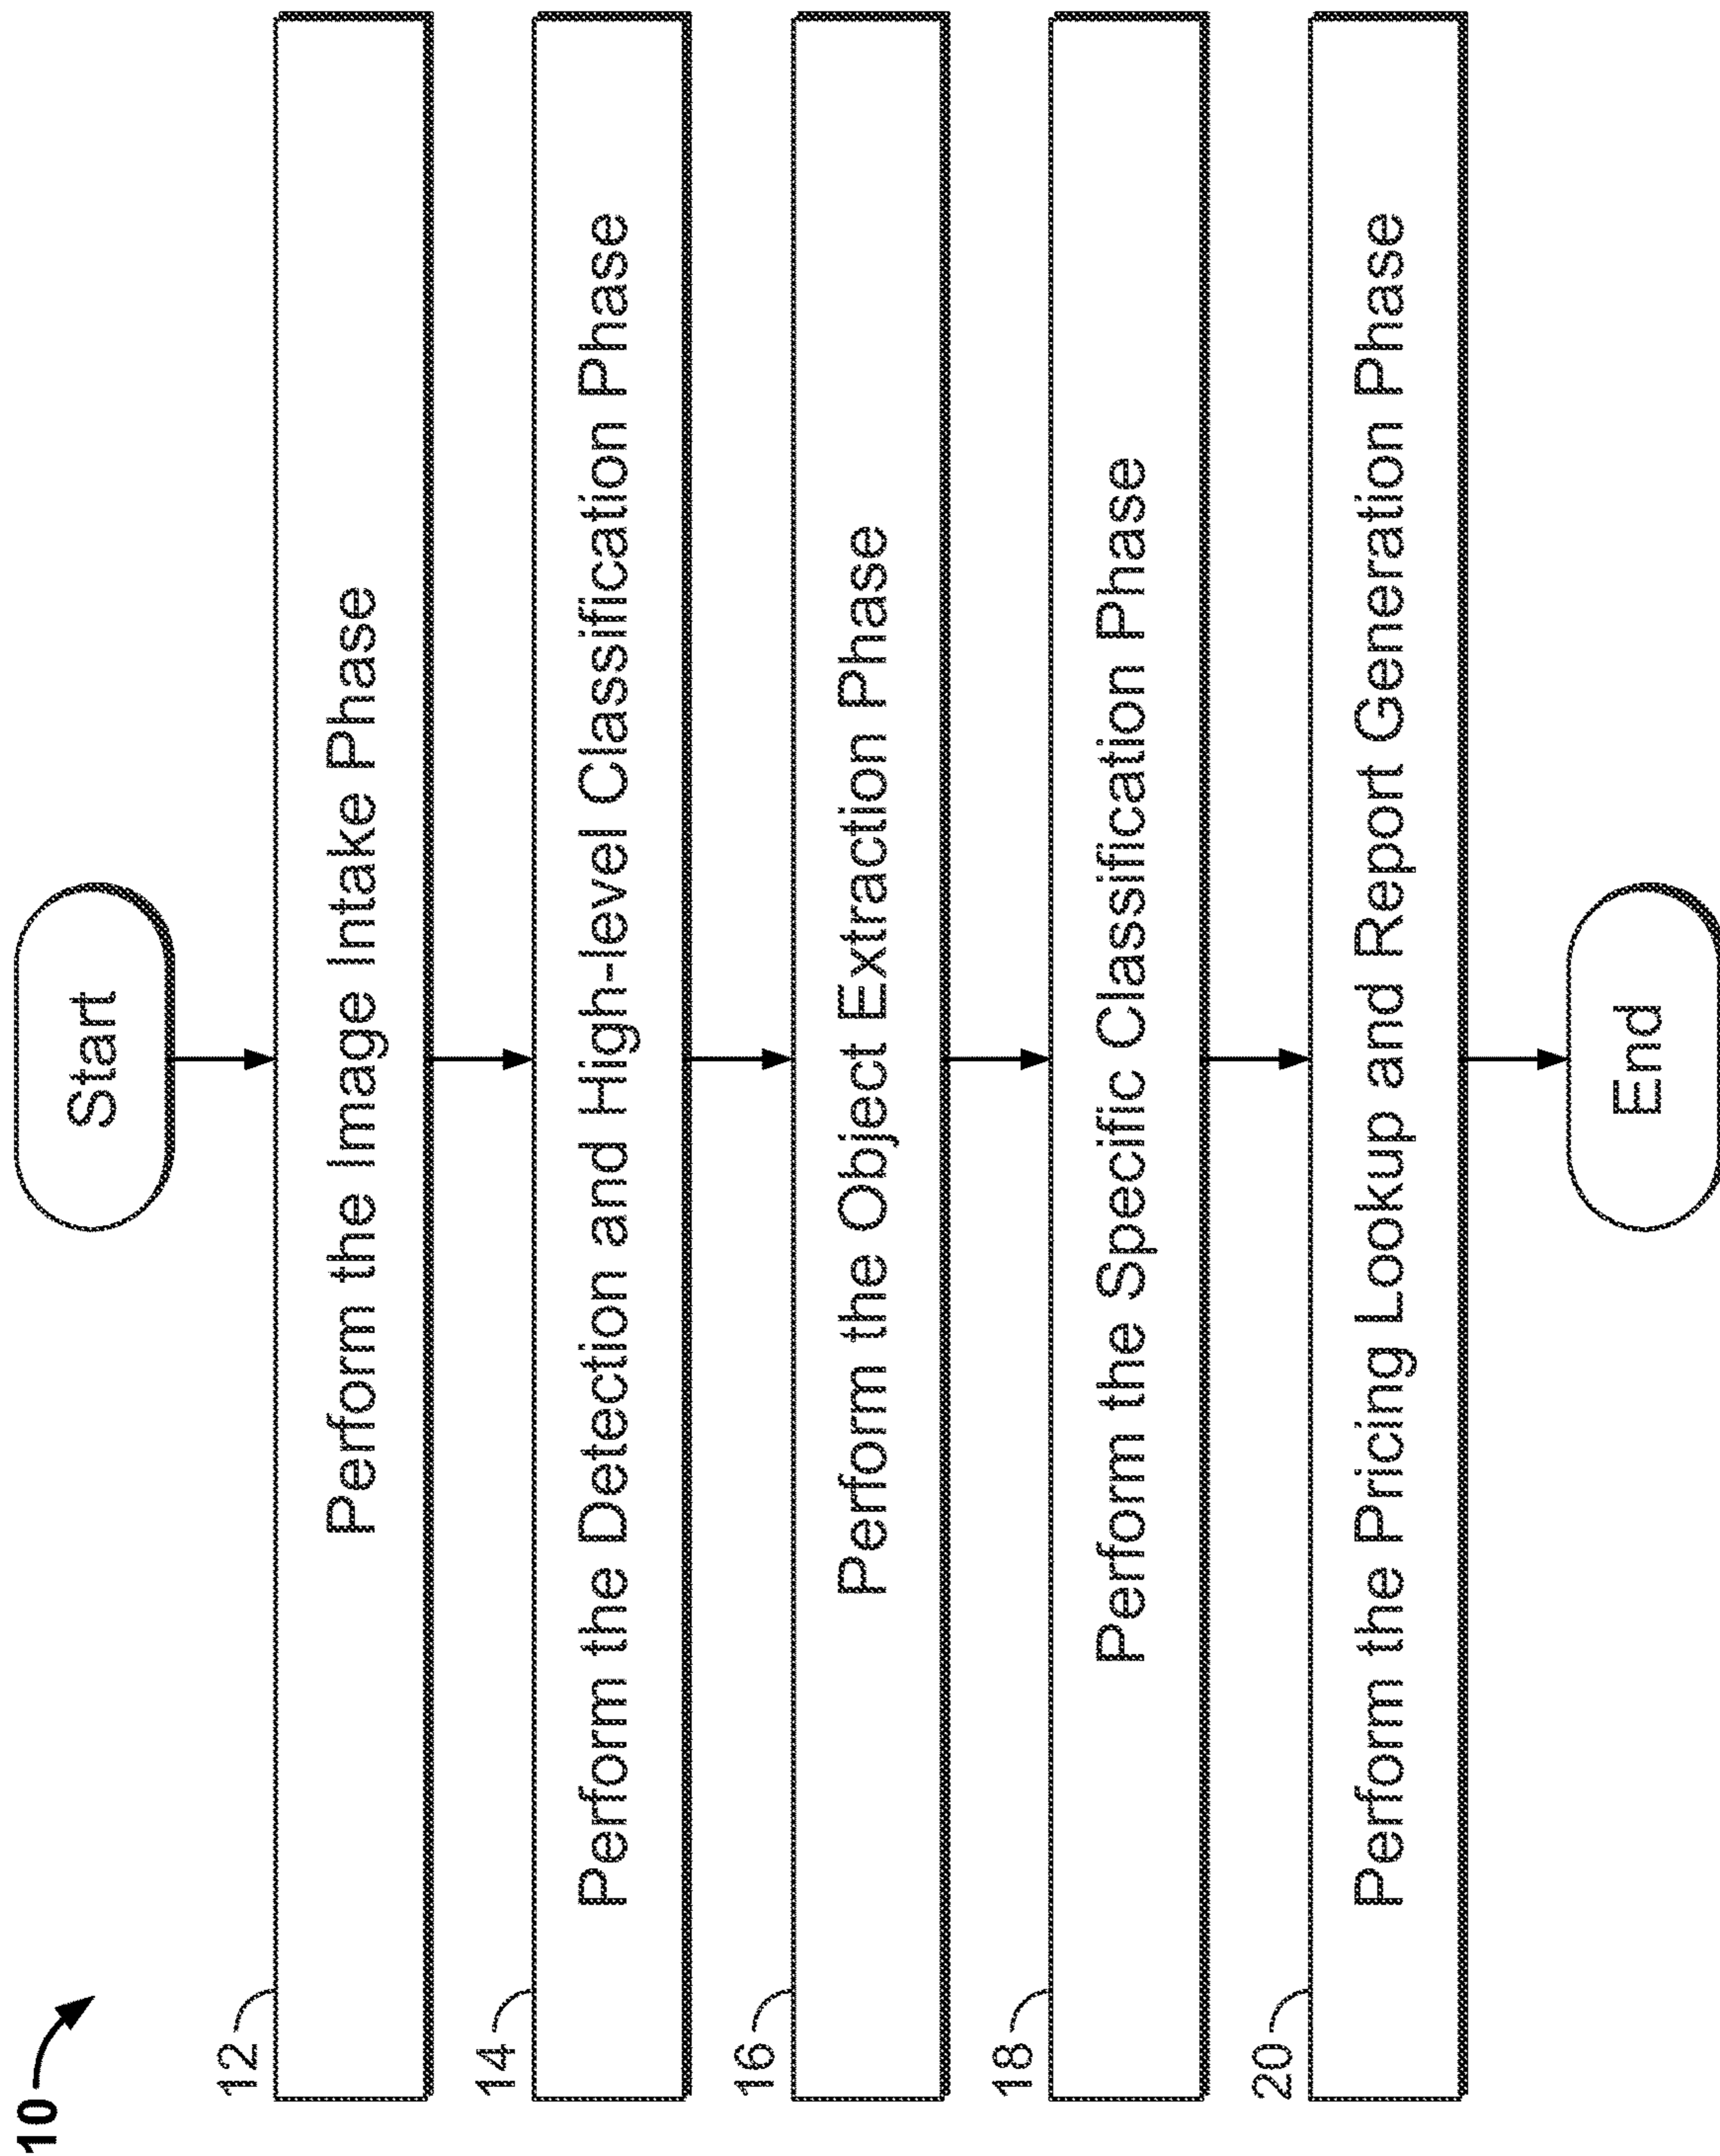 10
Start
12
Perform the Image Intake Phase
14
Perform the Detection and High-level Classification Phase
16
Perform the Object Extraction Phase
18
Perform the Specific Classification Phase
20
Perform the Pricing Lookup and Report Generation Phase
End